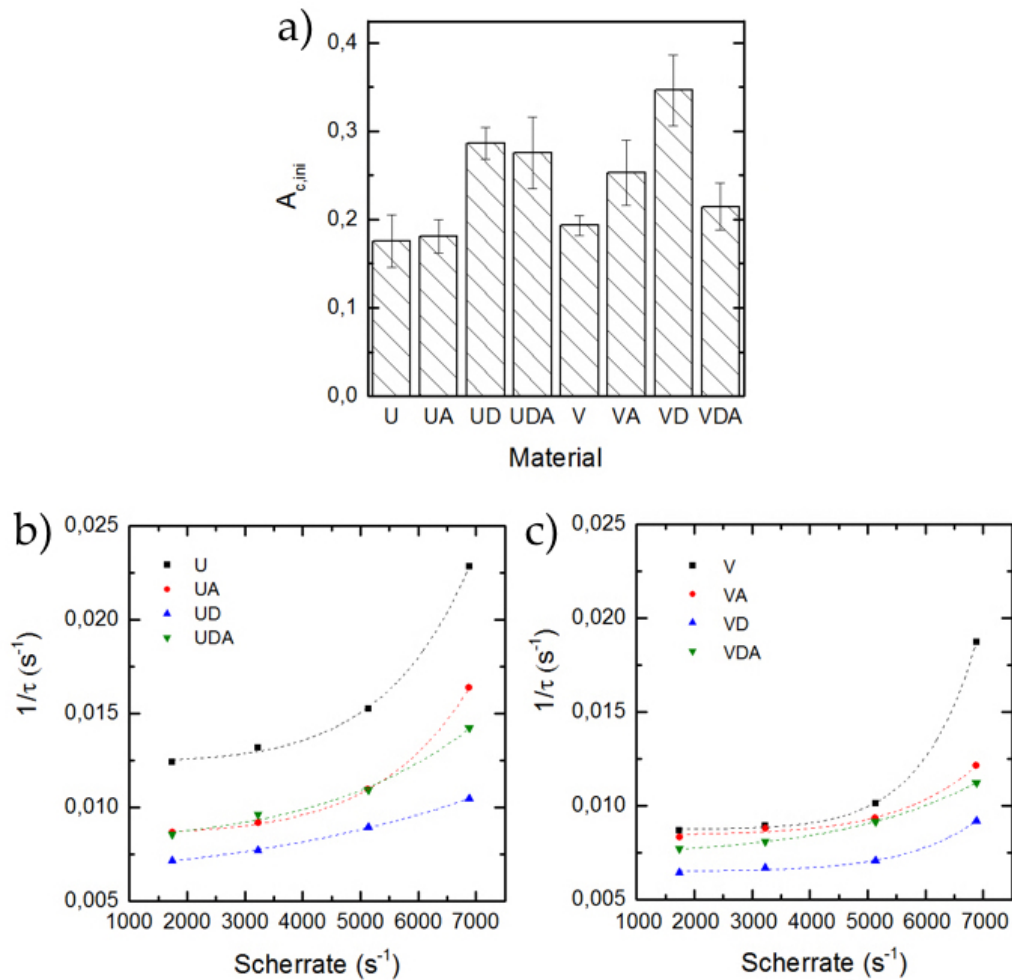 a)
0,4
0,3
0,2
0,1
0,0
A_c,ini
U UA UD UDA V VA VD VDA
Material
b)
0,025
0,020
0,015
0,010
0,005
1/τ (s⁻¹)
U
UA
UD
UDA
1000 2000 3000 4000 5000 6000 7000
Scherrate (s⁻¹)
c)
0,025
0,020
0,015
0,010
0,005
1/τ (s⁻¹)
V
VA
VD
VDA
1000 2000 3000 4000 5000 6000 7000
Scherrate (s⁻¹)